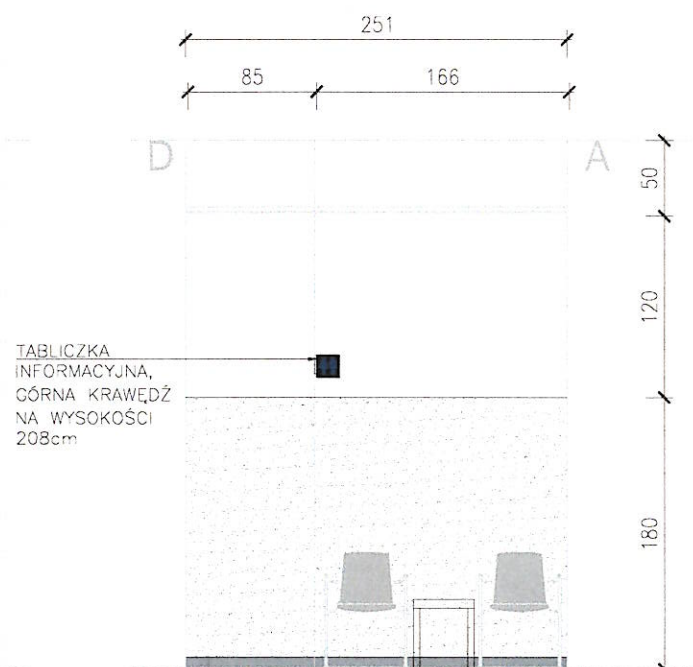 251
85
166
D
A
50
120
TABLICZKA
INFORMACYJNA,
GÓRNA KRAWĘDŹ
NA WYSOKOŚCI
208cm
180